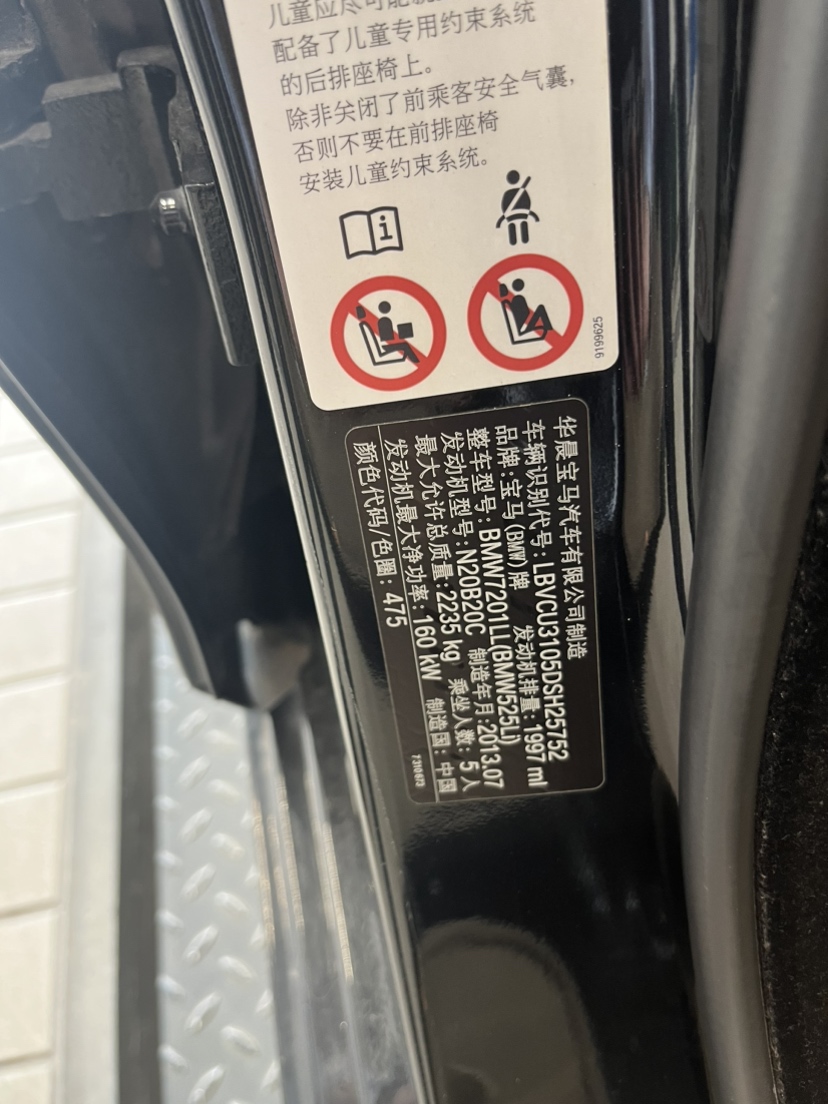 儿童应尽可能
配备了儿童专用约束系统
的后排座椅上。
除非关闭了前乘客安全气囊,
否则不要在前排座椅
安装儿童约束系统。
9199625
华晨宝马汽车有限公司制造
车辆识别代号: LBVCU3105DSH25752
品牌:宝马(BMW)牌 发动机排量: 1997 ml
整车型号: BMW7201LL(BMW525Li)
发动机型号: N20B20C 制造年月:2013.07
最大允许总质量:2235 kg 乘坐人数: 5人
发动机最大净功率: 160 kW 制造国: 中国
颜色代码/色圈: 475
7310673